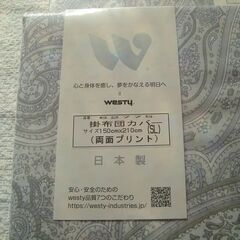 心と身体を癒し、夢をかなえる明日へ
westy
掛布団カバー
サイズ150cm×210cm
SL
(両面プリント)
日本製
安心・安全のための
westy品質7つのこだわり
https://westy-industries.jp/